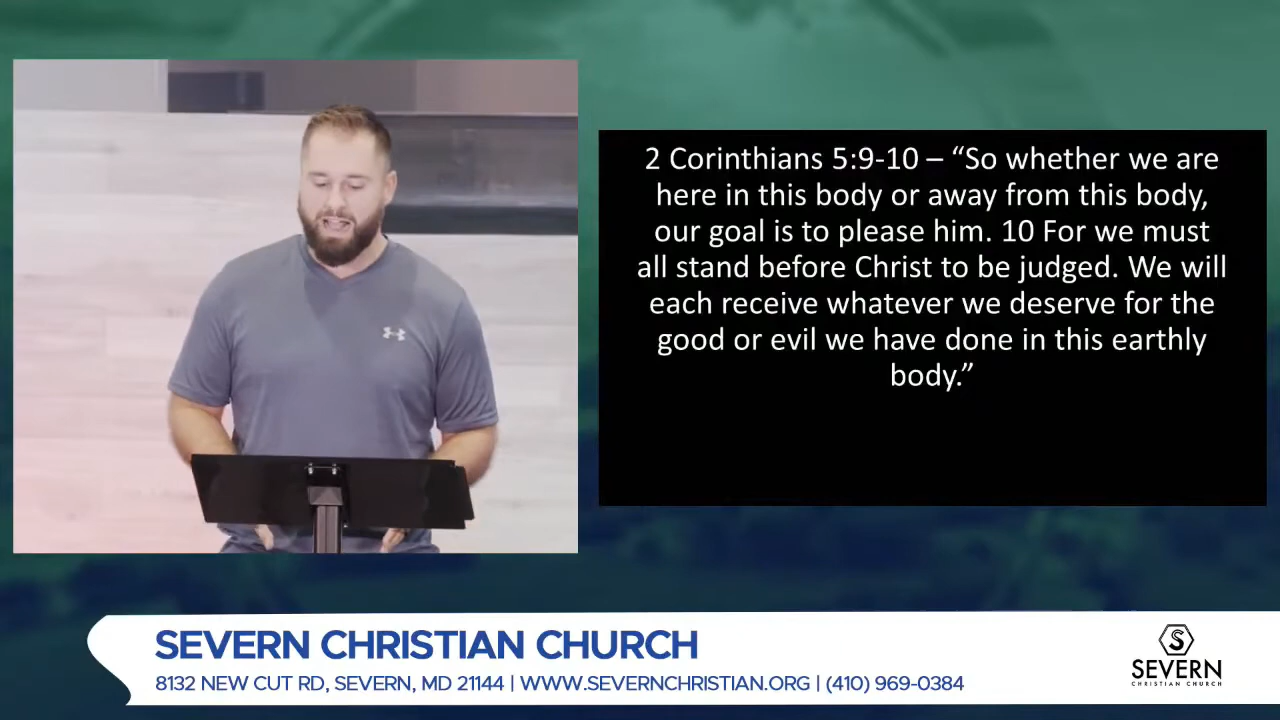 2 Corinthians 5:9-10 – “So whether we are
here in this body or away from this body,
our goal is to please him. 10 For we must
all stand before Christ to be judged. We will
each receive whatever we deserve for the
good or evil we have done in this earthly
body.”
SEVERN CHRISTIAN CHURCH
8132 NEW CUT RD, SEVERN, MD 21144 | WWW.SEVERNCHRISTIAN.ORG | (410) 969-0384
S
SEVERN
CHRISTIAN CHURCH